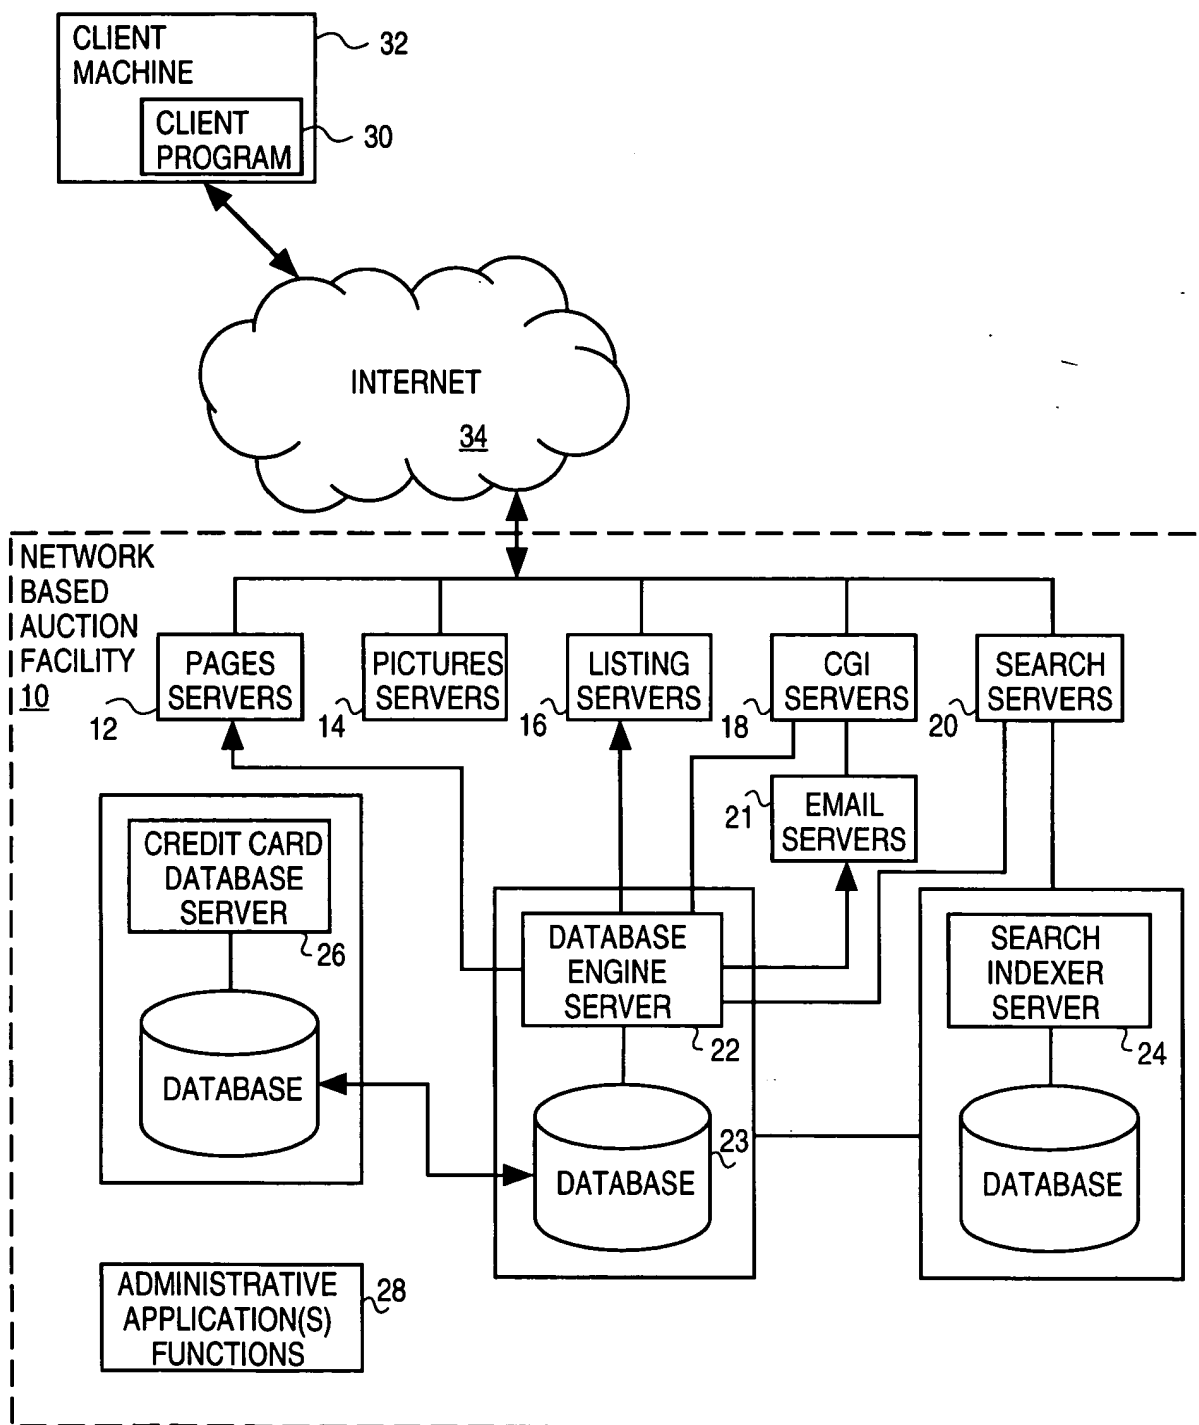 CLIENT
MACHINE
32
CLIENT
PROGRAM
30
INTERNET
34
NETWORK
BASED
AUCTION
FACILITY
10
PAGES
SERVERS
12
PICTURES
SERVERS
14
LISTING
SERVERS
16
CGI
SERVERS
18
SEARCH
SERVERS
20
EMAIL
SERVERS
21
CREDIT CARD
DATABASE
SERVER
26
DATABASE
DATABASE
ENGINE
SERVER
22
DATABASE
23
SEARCH
INDEXER
SERVER
24
DATABASE
ADMINISTRATIVE
APPLICATION(S)
FUNCTIONS
28